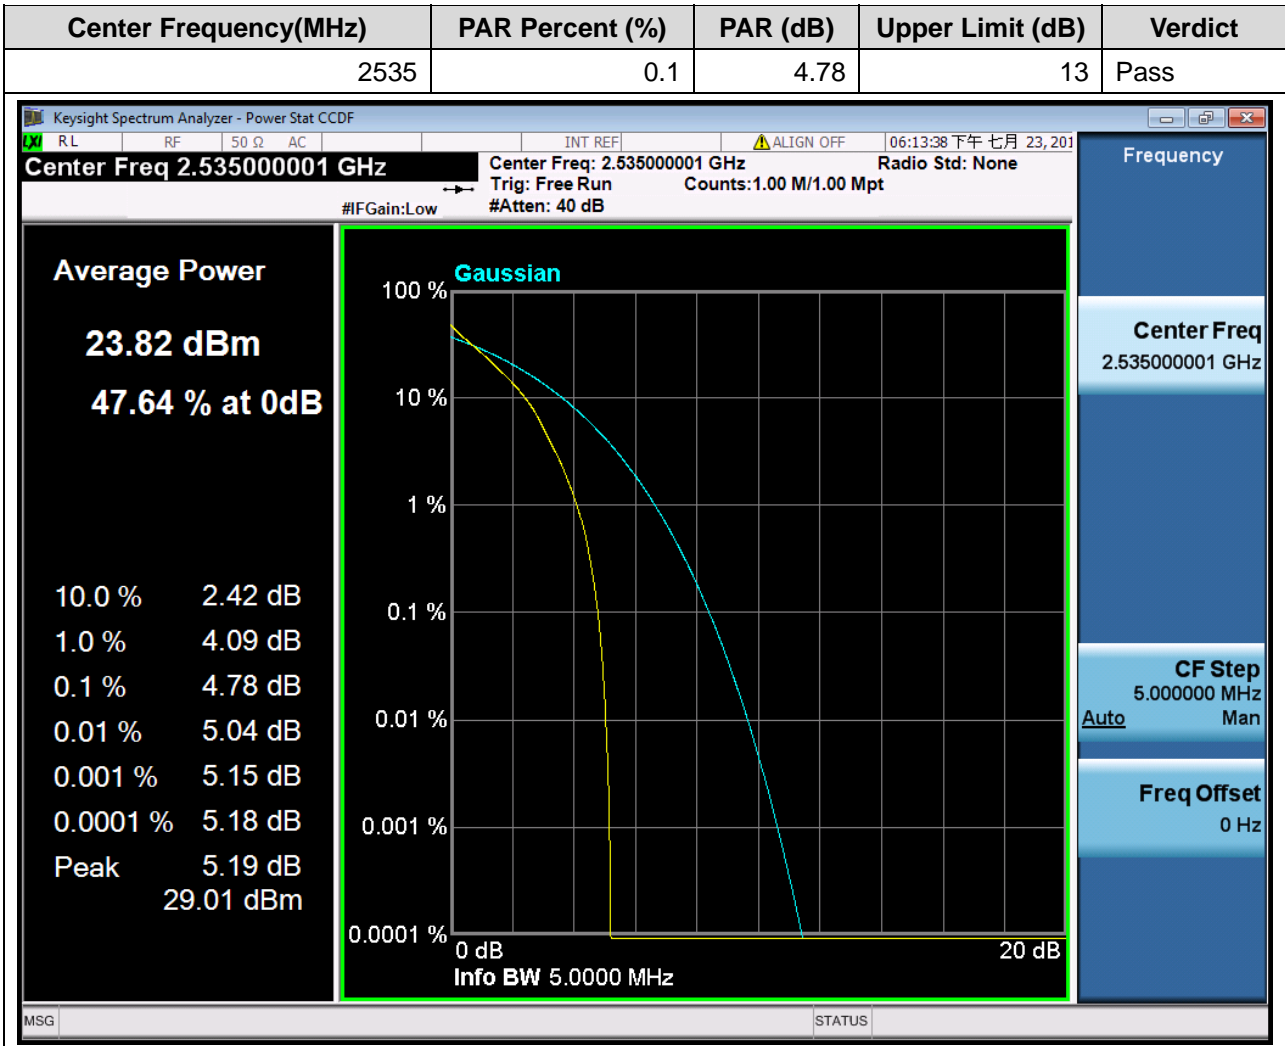 Center Frequency(MHz) PAR Percent (%) PAR (dB) Upper Limit (dB) Verdict
2535 0.1 4.78 13 Pass
Keysight Spectrum Analyzer - Power Stat CCDF
LXI RL RF 50 Ω AC INT REF ALIGN OFF 06:13:38 下午 七月 23, 201
Center Freq 2.535000001 GHz
#IFGain:Low
Center Freq: 2.535000001 GHz Radio Std: None
Trig: Free Run Counts:1.00 M/1.00 Mpt
#Atten: 40 dB
Average Power
23.82 dBm
47.64 % at 0dB
10.0 % 2.42 dB
1.0 % 4.09 dB
0.1 % 4.78 dB
0.01 % 5.04 dB
0.001 % 5.15 dB
0.0001 % 5.18 dB
Peak 5.19 dB
29.01 dBm
Gaussian
100 %
10 %
1 %
0.1 %
0.01 %
0.001 %
0.0001 %
0 dB 20 dB
Info BW 5.0000 MHz
Frequency
Center Freq
2.535000001 GHz
CF Step
5.000000 MHz
Auto Man
Freq Offset
0 Hz
MSG STATUS